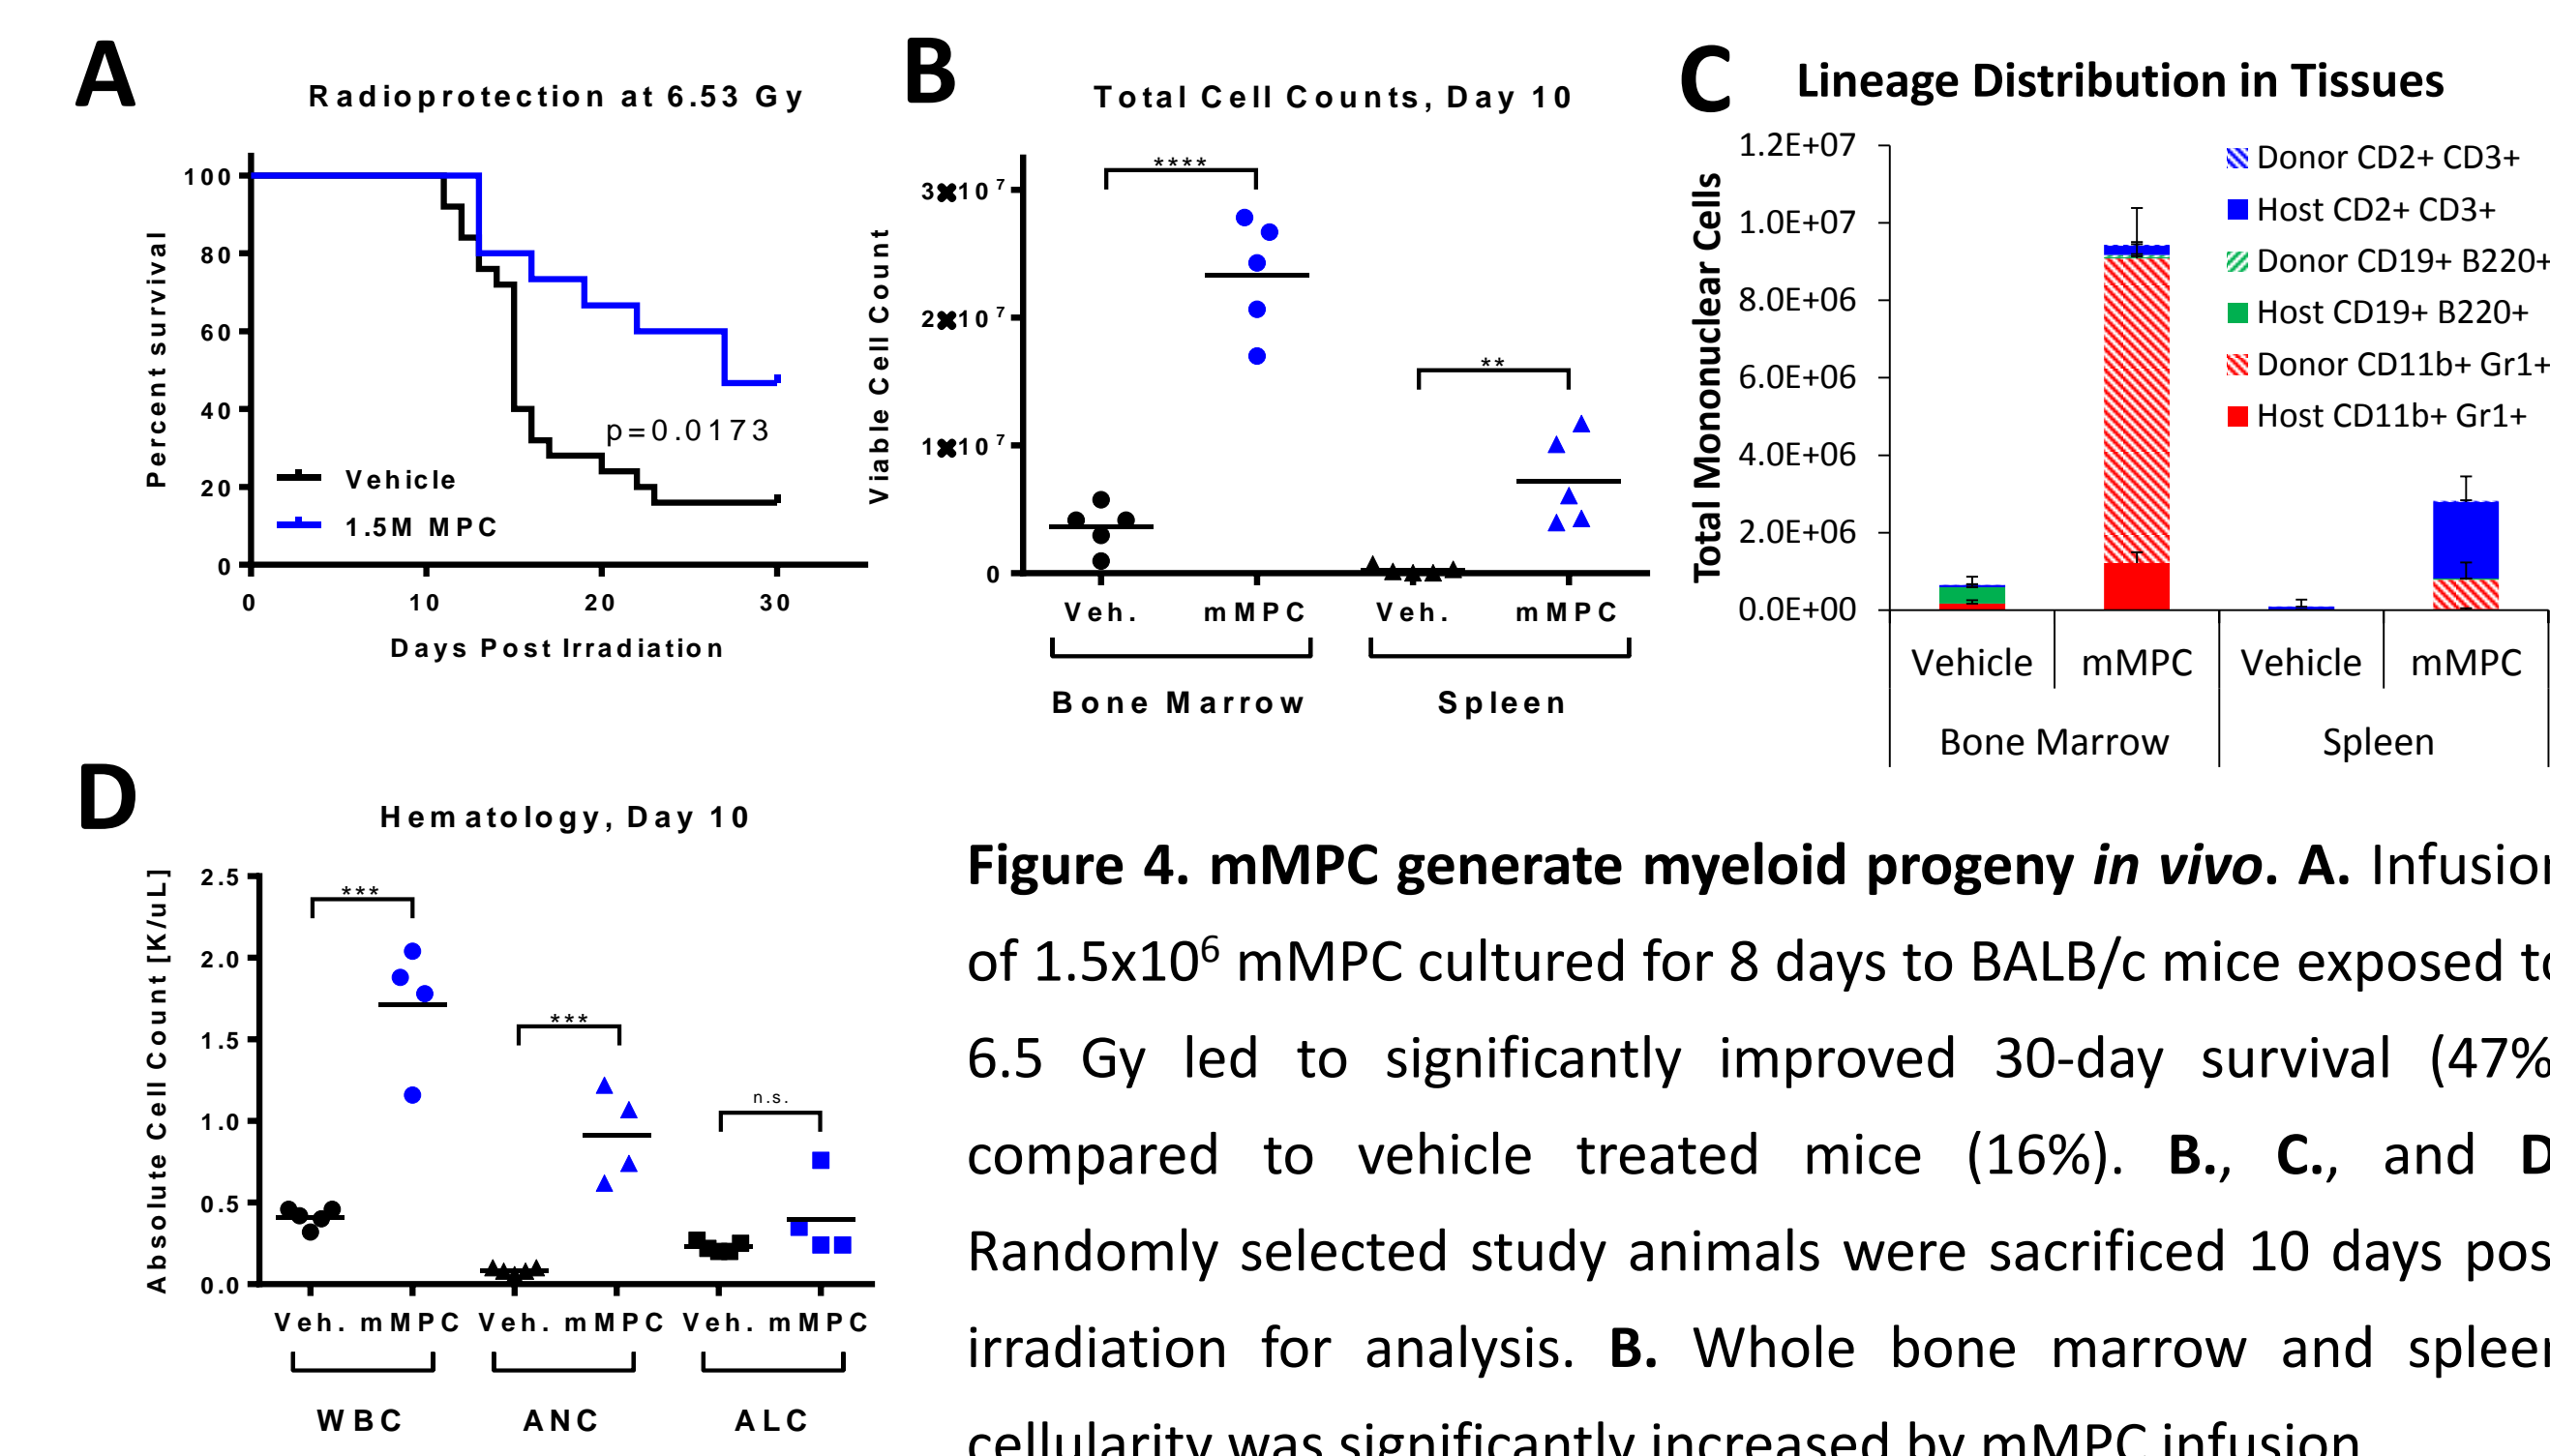 A
Radioprotection at 6.53 Gy
Percent survival
100
80
60
40
20
0
p=0.0173
Vehicle
1.5M MPC
0 10 20 30
Days Post Irradiation
B
Total Cell Counts, Day 10
Viable Cell Count
3×10⁷
2×10⁷
1×10⁷
0
****
**
Veh. mMPC Veh. mMPC
Bone Marrow Spleen
C
Lineage Distribution in Tissues
Total Mononuclear Cells
1.2E+07
1.0E+07
8.0E+06
6.0E+06
4.0E+06
2.0E+06
0.0E+00
Donor CD2+ CD3+
Host CD2+ CD3+
Donor CD19+ B220+
Host CD19+ B220+
Donor CD11b+ Gr1+
Host CD11b+ Gr1+
Vehicle mMPC Vehicle mMPC
Bone Marrow Spleen
D
Hematology, Day 10
Absolute Cell Count [K/uL]
2.5
2.0
1.5
1.0
0.5
0.0
***
***
n.s.
Veh. mMPC Veh. mMPC Veh. mMPC
WBC ANC ALC
Figure 4. mMPC generate myeloid progeny in vivo. A. Infusion
of 1.5x10⁶ mMPC cultured for 8 days to BALB/c mice exposed to
6.5 Gy led to significantly improved 30-day survival (47%
compared to vehicle treated mice (16%). B., C., and D
Randomly selected study animals were sacrificed 10 days pos
irradiation for analysis. B. Whole bone marrow and spleen
cellularity was significantly increased by mMPC infusion